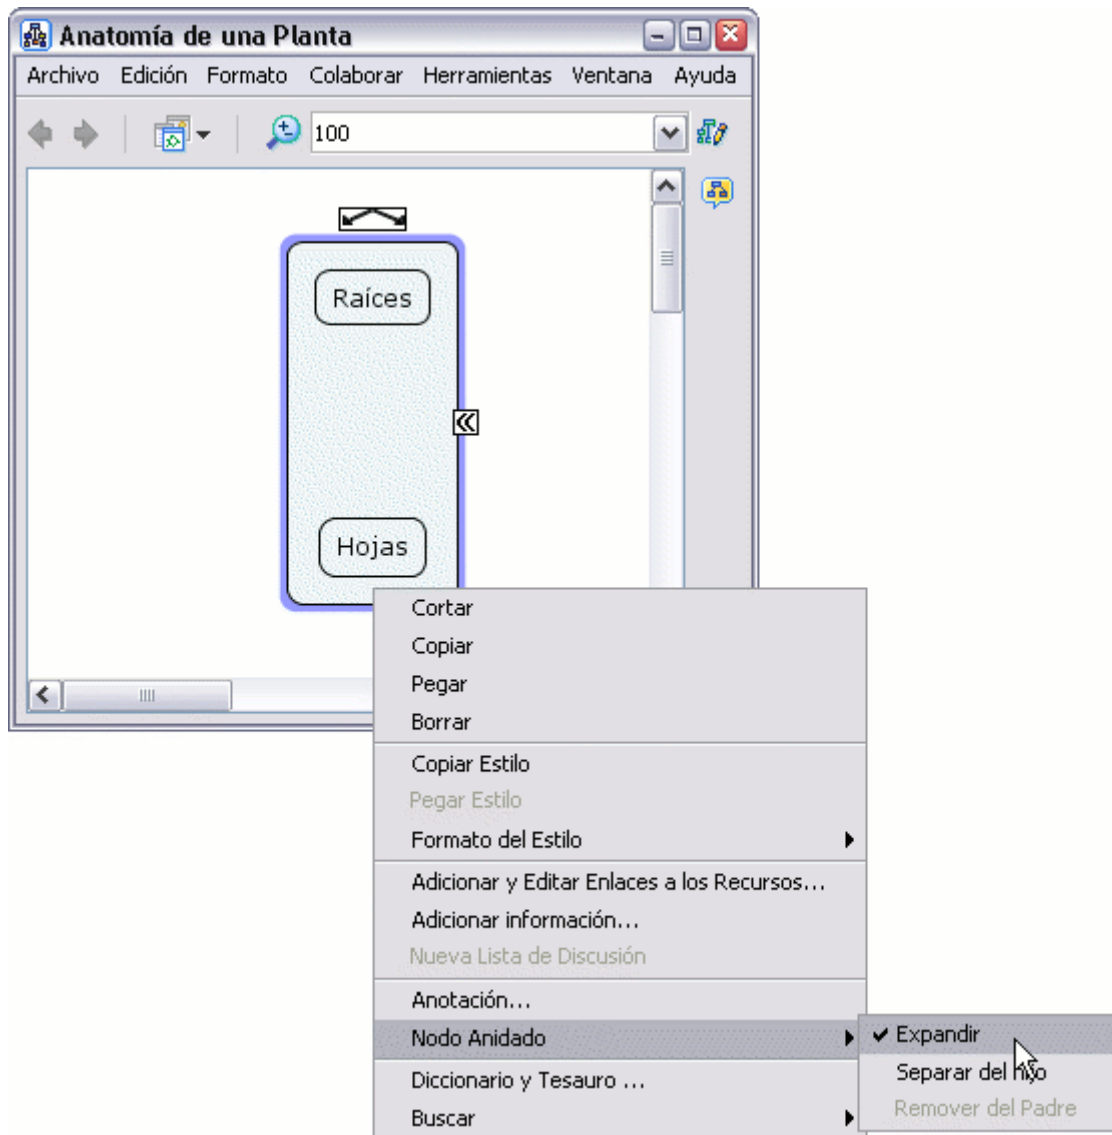 Anatomía de una Planta
Archivo Edición Formato Colaborar Herramientas Ventana Ayuda
100
Raíces
Hojas
Cortar
Copiar
Pegar
Borrar
Copiar Estilo
Pegar Estilo
Formato del Estilo
Adicionar y Editar Enlaces a los Recursos...
Adicionar información...
Nueva Lista de Discusión
Anotación...
Nodo Anidado
Expandir
Separar del hijo
Remover del Padre
Diccionario y Tesauro ...
Buscar